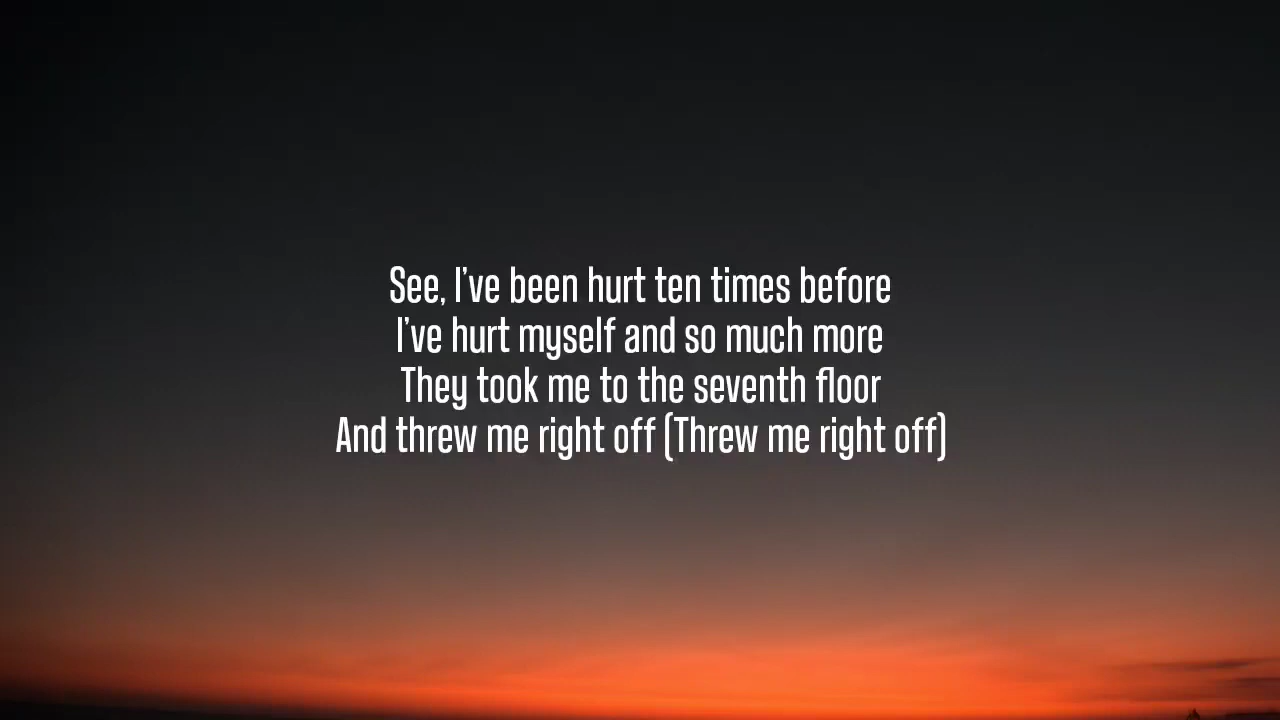 See, I've been hurt ten times before
I've hurt myself and so much more
They took me to the seventh floor
And threw me right off (Threw me right off)